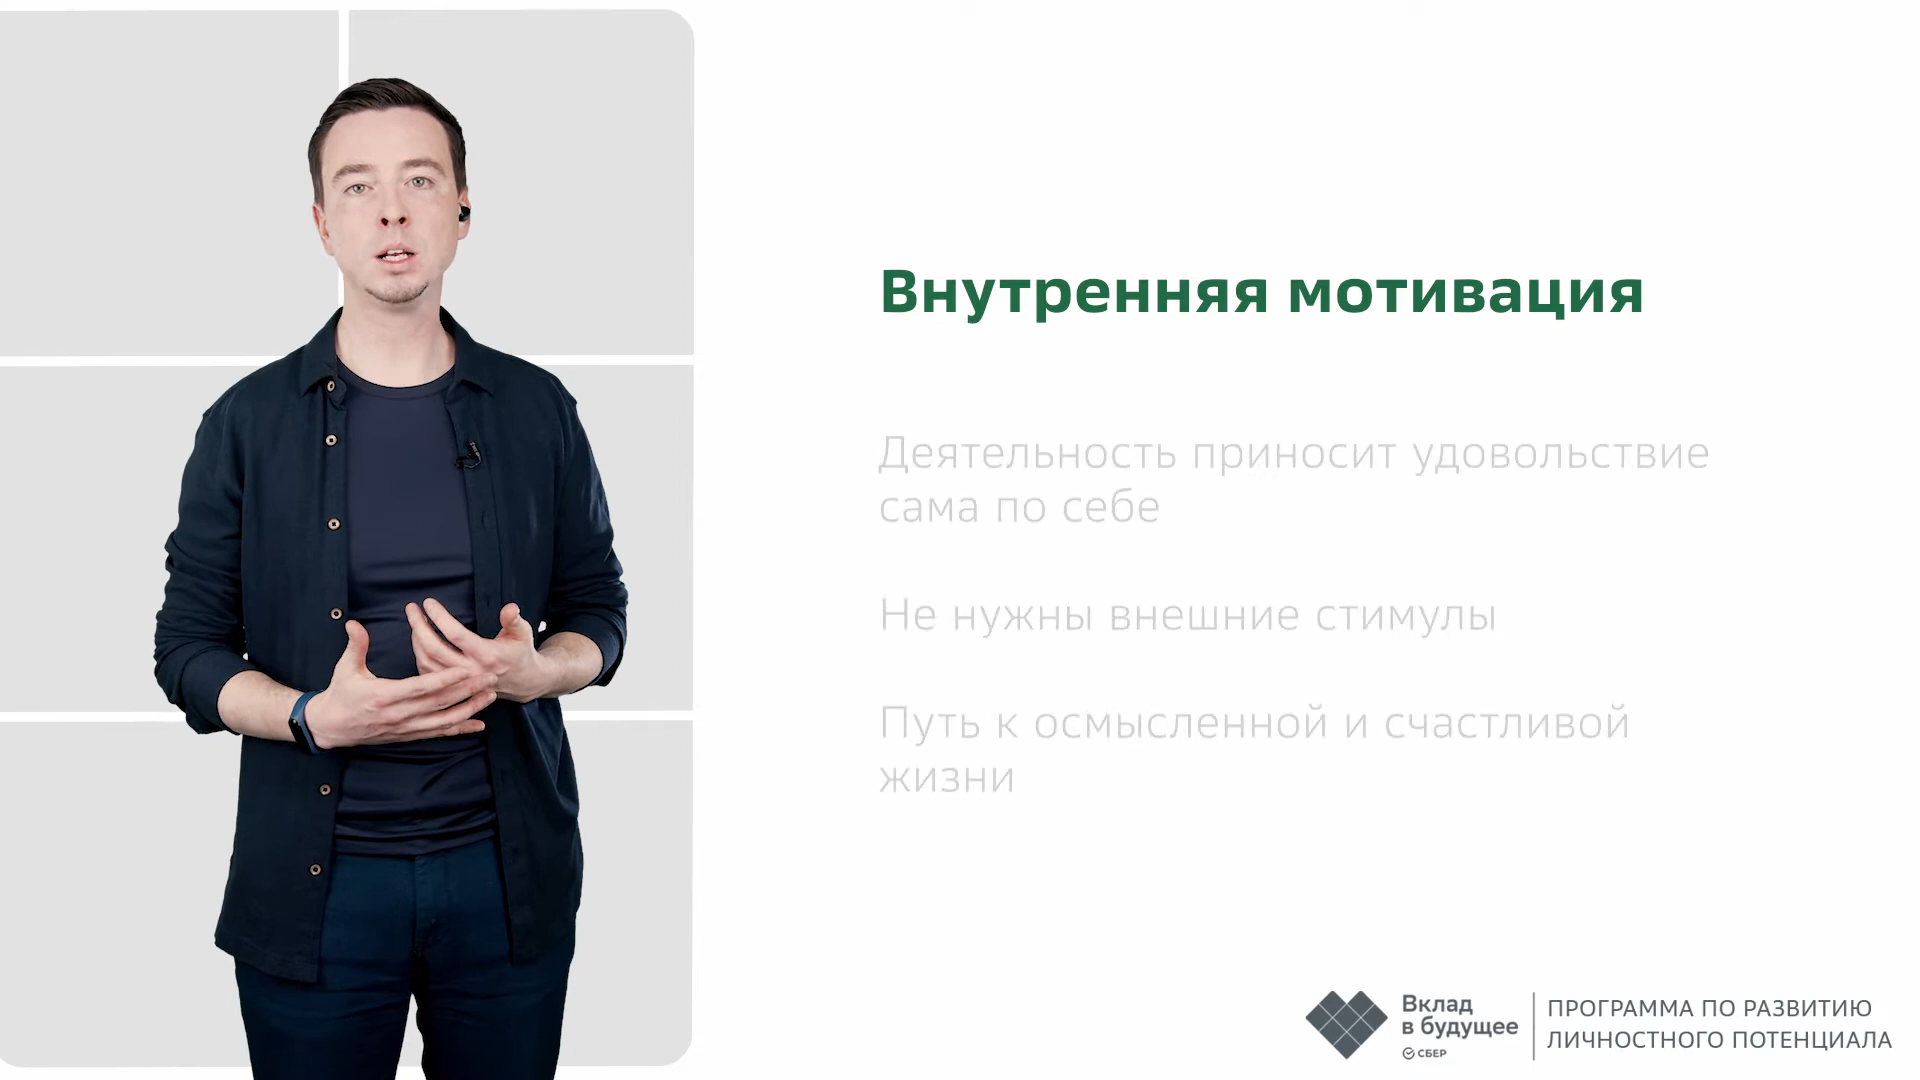 Внутренняя мотивация
Деятельность приносит удовольствие
сама по себе
Не нужны внешние стимулы
Путь к осмысленной и счастливой
жизни
Вклад
в будущее
СБЕР
ПРОГРАММА ПО РАЗВИТИЮ
ЛИЧНОСТНОГО ПОТЕНЦИАЛА